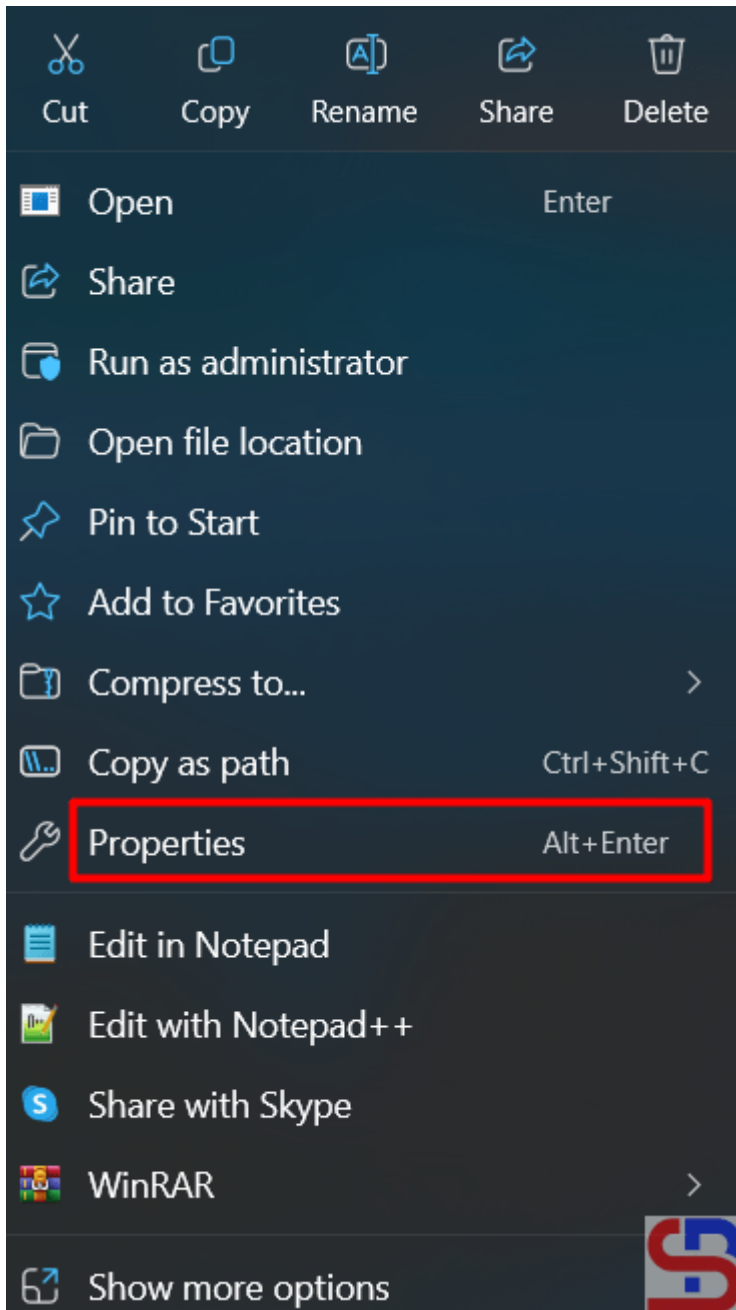 Cut Copy Rename Share Delete
Open Enter
Share
Run as administrator
Open file location
Pin to Start
Add to Favorites
Compress to...
Copy as path Ctrl+Shift+C
Properties Alt+Enter
Edit in Notepad
Edit with Notepad++
Share with Skype
WinRAR
Show more options